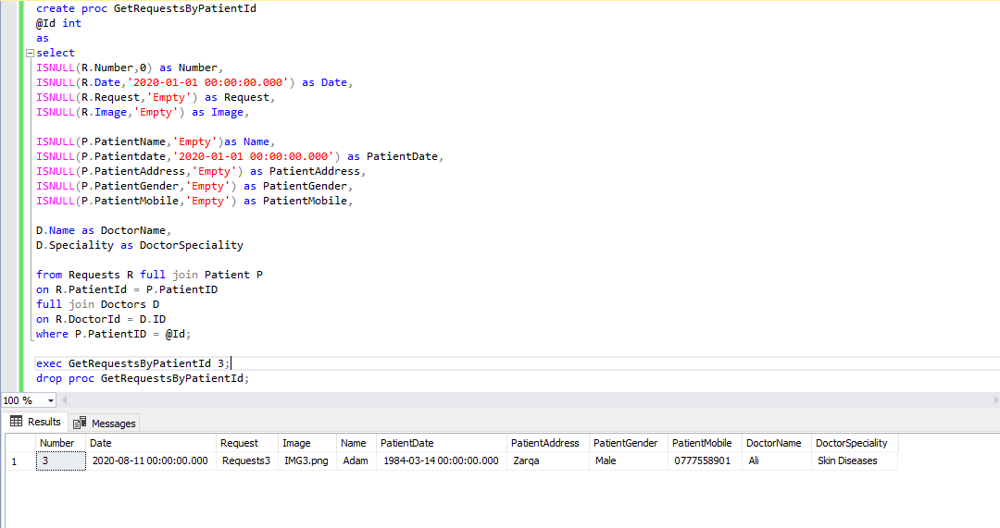 create proc GetRequestsByPatientId
@Id int
as
select
ISNULL(R.Number,0) as Number,
ISNULL(R.Date,'2020-01-01 00:00:00.000') as Date,
ISNULL(R.Request,'Empty') as Request,
ISNULL(R.Image,'Empty') as Image,
ISNULL(P.PatientName,'Empty')as Name,
ISNULL(P.Patientdate,'2020-01-01 00:00:00.000') as PatientDate,
ISNULL(P.PatientAddress,'Empty') as PatientAddress,
ISNULL(P.PatientGender,'Empty') as PatientGender,
ISNULL(P.PatientMobile,'Empty') as PatientMobile,
D.Name as DoctorName,
D.Speciality as DoctorSpeciality
from Requests R full join Patient P
on R.PatientId = P.PatientID
full join Doctors D
on R.DoctorId = D.ID
where P.PatientID = @Id;
exec GetRequestsByPatientId 3;
drop proc GetRequestsByPatientId;
100 %
Results Messages
Number Date Request Image Name PatientDate PatientAddress PatientGender PatientMobile DoctorName DoctorSpeciality
1 3 2020-08-11 00:00:00.000 Requests3 IMG3.png Adam 1984-03-14 00:00:00.000 Zarqa Male 0777558901 Ali Skin Diseases